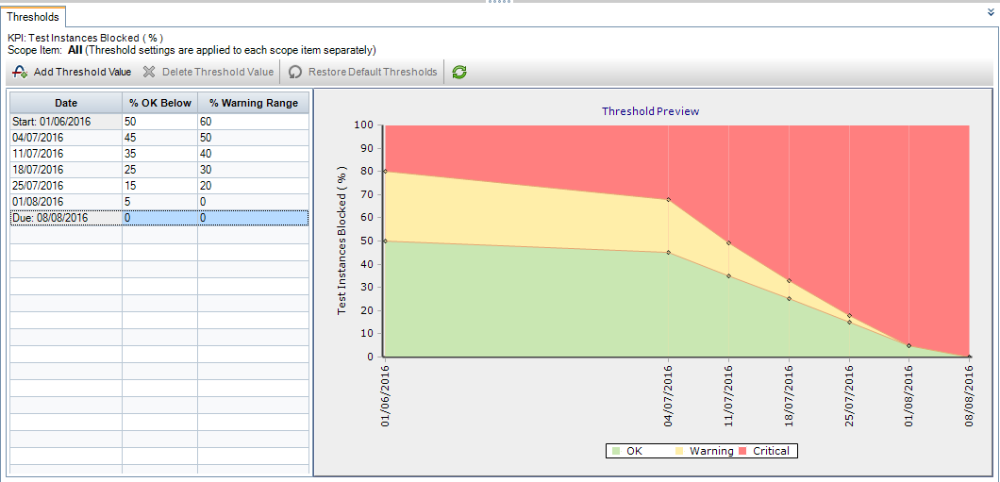 Thresholds
KPI: Test Instances Blocked ( % )
Scope Item: All (Threshold settings are applied to each scope item separately)
Add Threshold Value Delete Threshold Value Restore Default Thresholds
Date % OK Below % Warning Range
Start: 01/06/2016 50 60
04/07/2016 45 50
11/07/2016 35 40
18/07/2016 25 30
25/07/2016 15 20
01/08/2016 5 0
Due: 08/08/2016 0 0
Threshold Preview
Test Instances Blocked ( % )
100
90
80
70
60
50
40
30
20
10
0
01/06/2016
04/07/2016
11/07/2016
18/07/2016
25/07/2016
01/08/2016
08/08/2016
OK Warning Critical